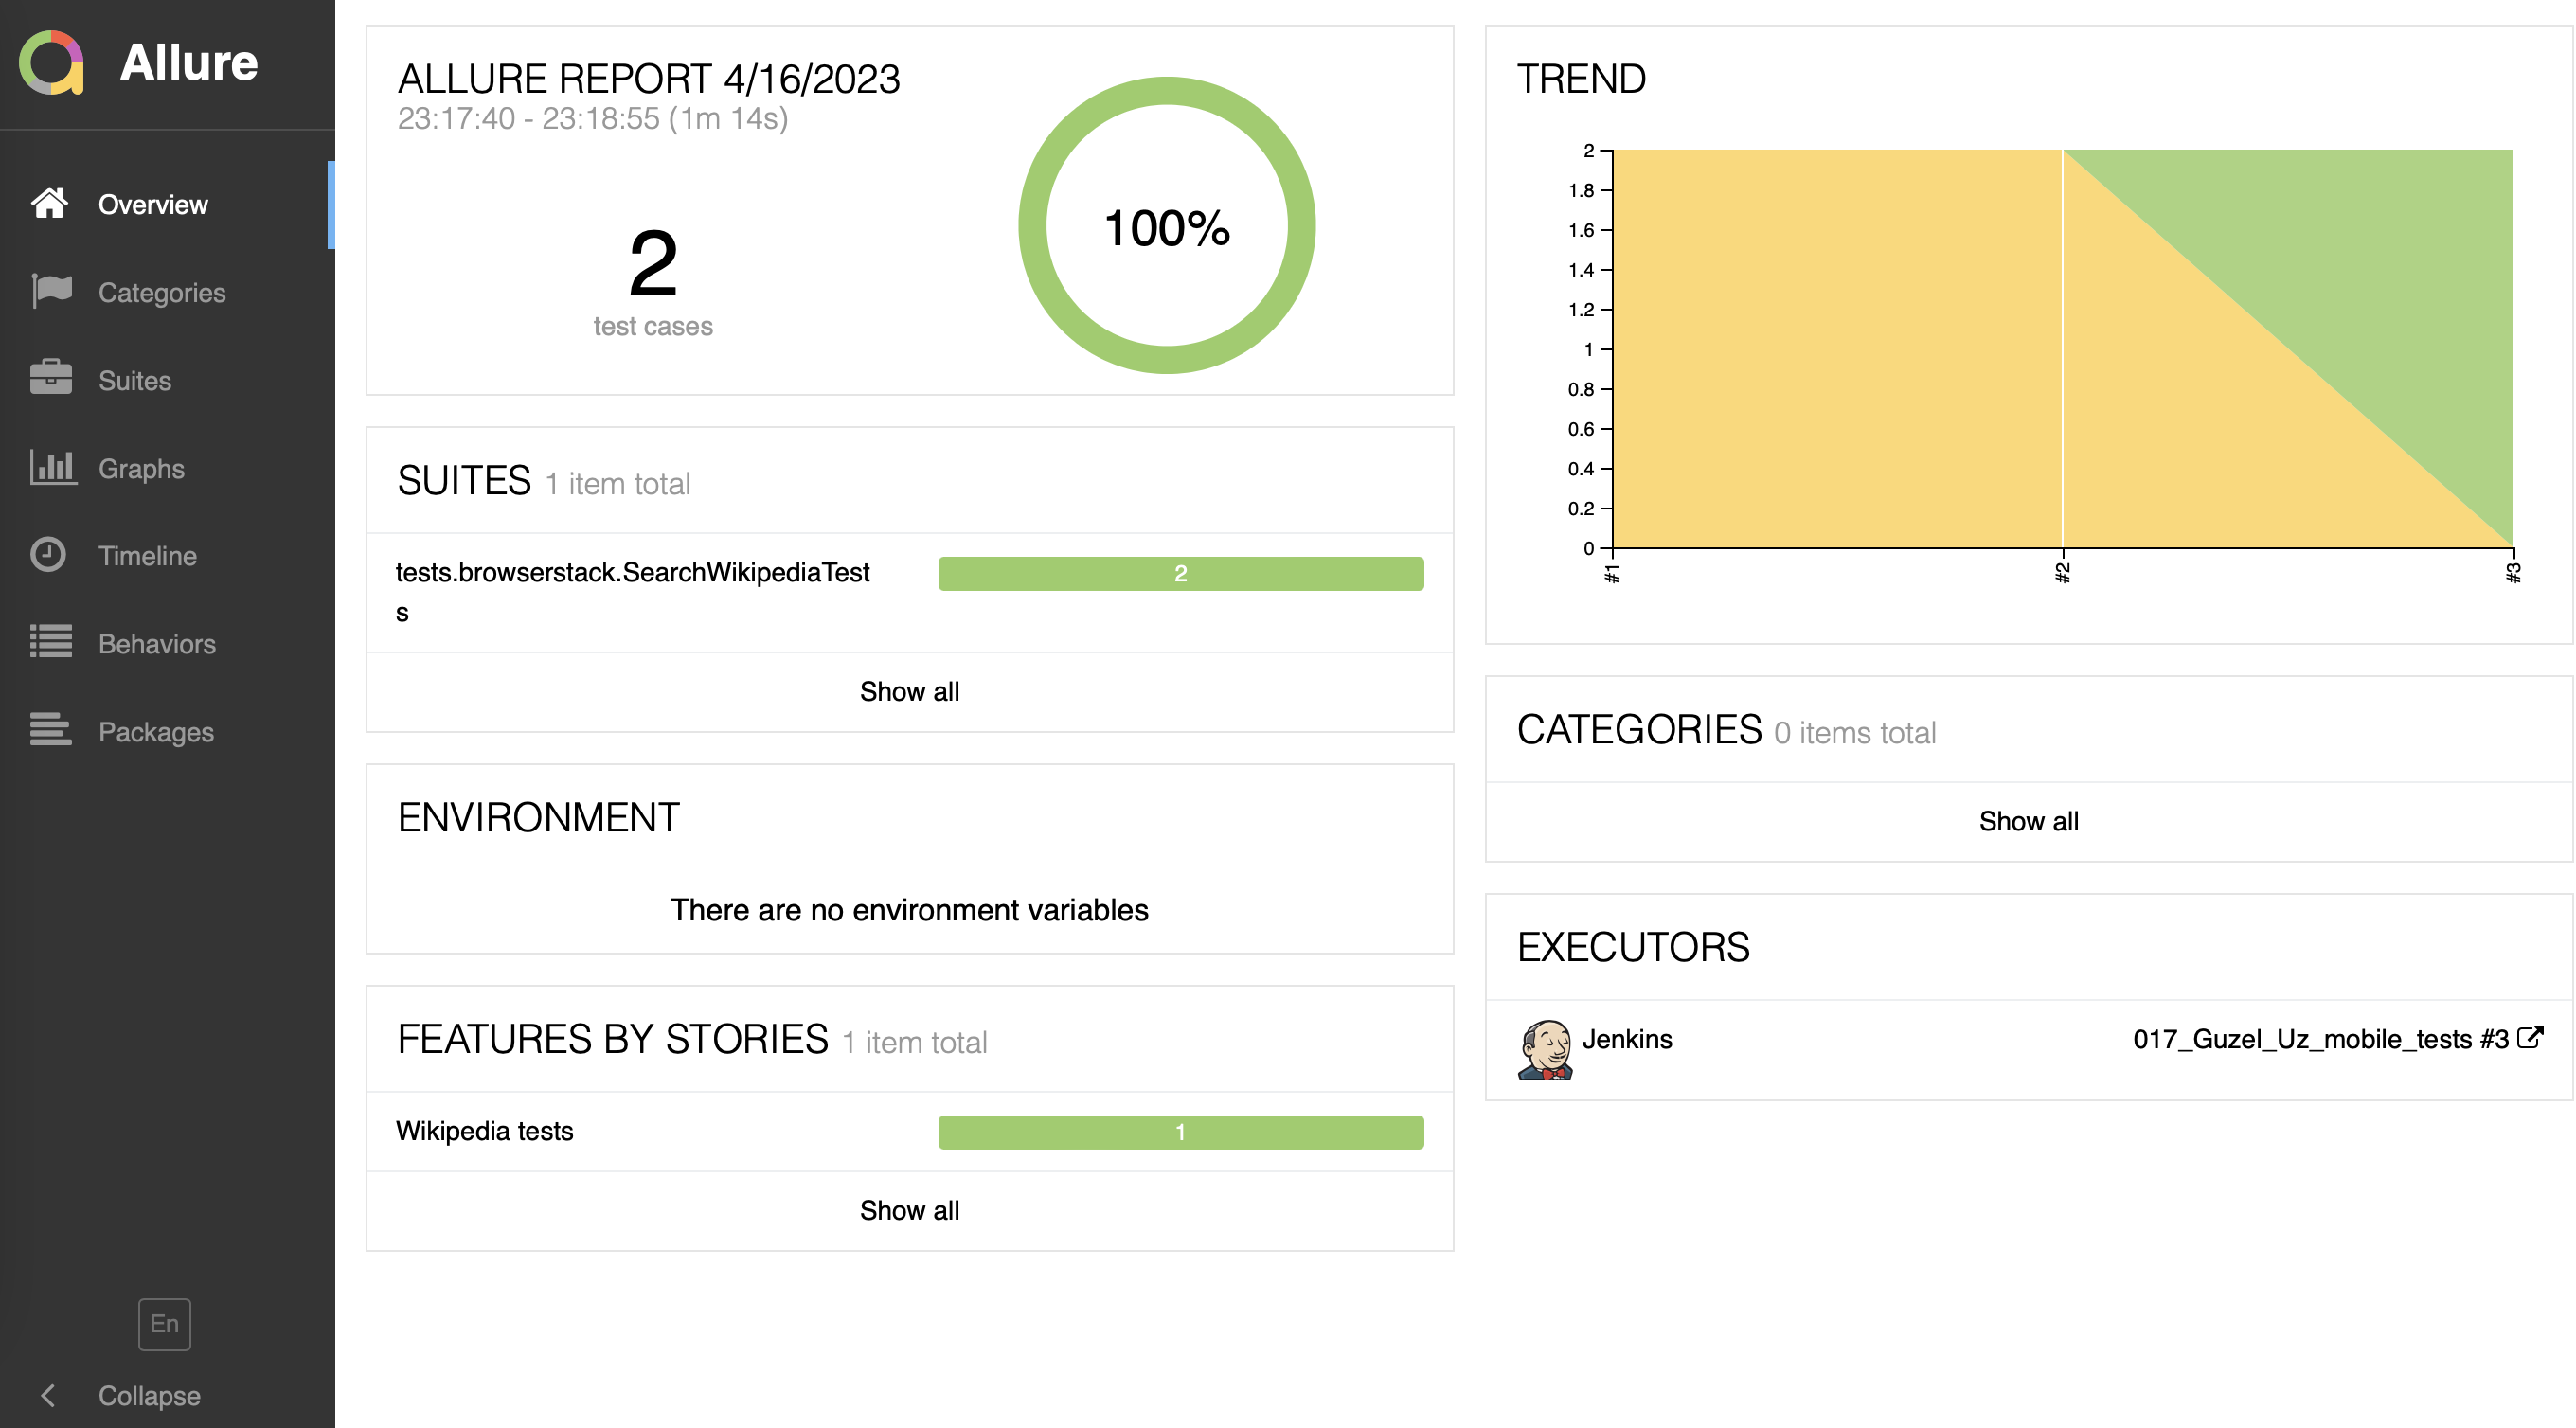 Allure
Overview
Categories
Suites
Graphs
Timeline
Behaviors
Packages
En
Collapse
ALLURE REPORT 4/16/2023
23:17:40 - 23:18:55 (1m 14s)
2
test cases
100%
SUITES 1 item total
tests.browserstack.SearchWikipediaTest
s
2
Show all
ENVIRONMENT
There are no environment variables
FEATURES BY STORIES 1 item total
Wikipedia tests 1
Show all
TREND
2
1.8
1.6
1.4
1.2
1
0.8
0.6
0.4
0.2
0
#1 #2 #3
CATEGORIES 0 items total
Show all
EXECUTORS
Jenkins 017_Guzel_Uz_mobile_tests #3